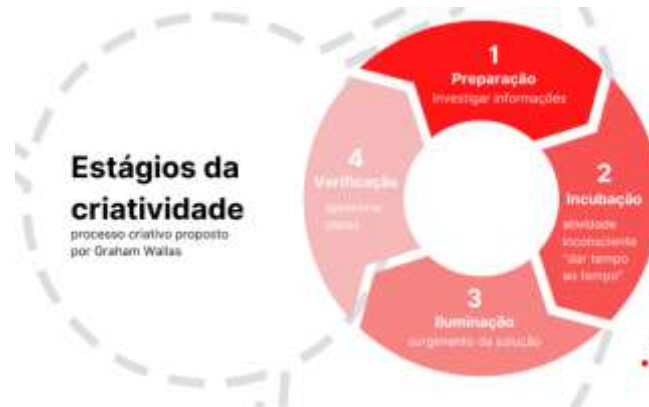 Estágios da
criatividade
processo criativo proposto
por Graham Wallas
1
Preparação
Investigar informações
2
Incubação
atividade
inconsciente
"dar tempo
ao tempo"
3
Iluminação
surgimento da solução
4
Verificação